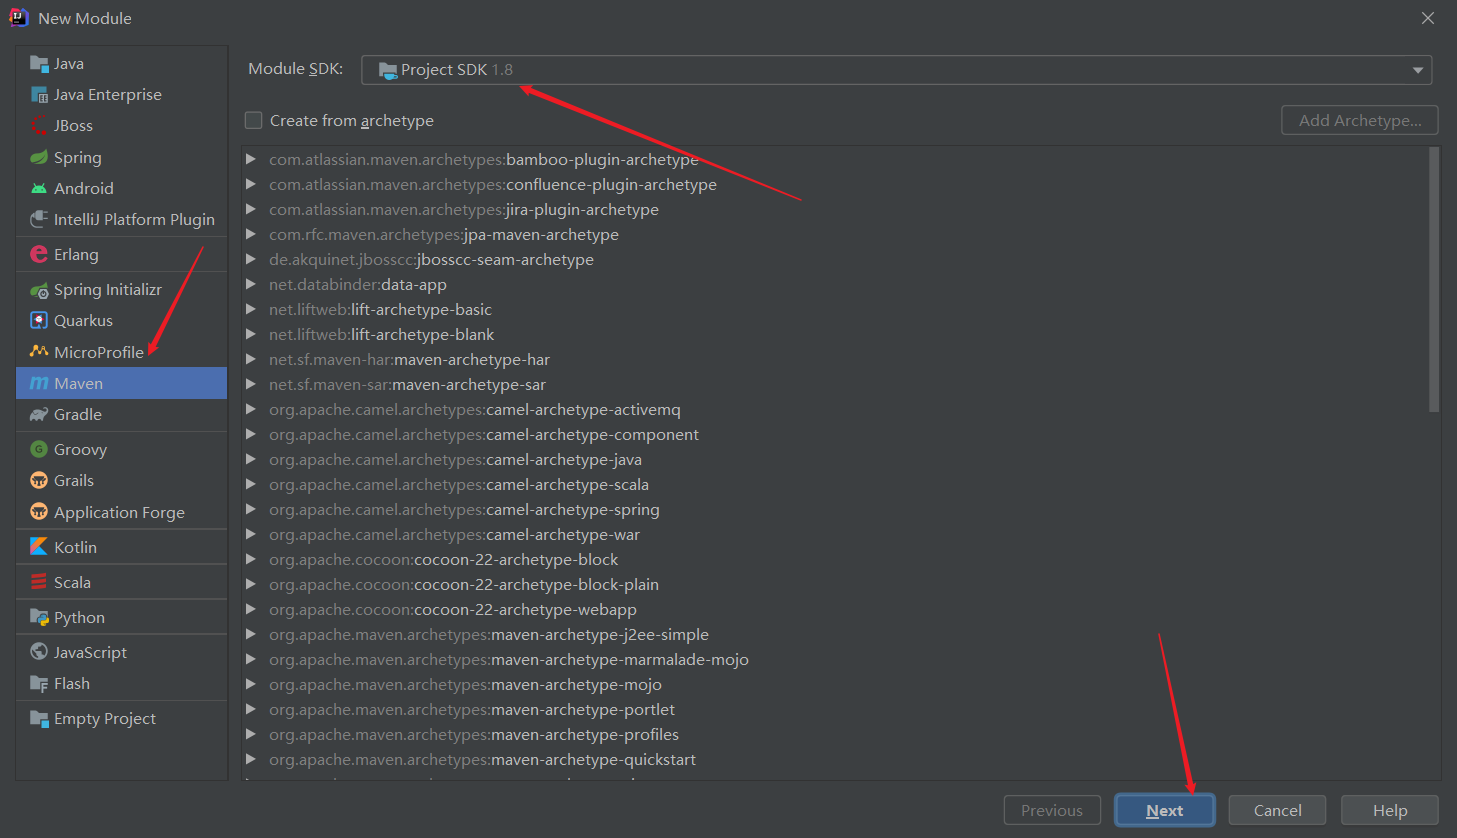 New Module
Java
Java Enterprise
JBoss
Spring
Android
IntelliJ Platform Plugin
Erlang
Spring Initializr
Quarkus
MicroProfile
Maven
Gradle
Groovy
Grails
Application Forge
Kotlin
Scala
Python
JavaScript
Flash
Empty Project
Module SDK: Project SDK 1.8
Create from archetype Add Archetype...
com.atlassian.maven.archetypes:bamboo-plugin-archetype
com.atlassian.maven.archetypes:confluence-plugin-archetype
com.atlassian.maven.archetypes:jira-plugin-archetype
com.rfc.maven.archetypes:jpa-maven-archetype
de.akquinet.jbosscc:jbosscc-seam-archetype
net.databinder:data-app
net.liftweb:lift-archetype-basic
net.liftweb:lift-archetype-blank
net.sf.maven-har:maven-archetype-har
net.sf.maven-sar:maven-archetype-sar
org.apache.camel.archetypes:camel-archetype-activemq
org.apache.camel.archetypes:camel-archetype-component
org.apache.camel.archetypes:camel-archetype-java
org.apache.camel.archetypes:camel-archetype-scala
org.apache.camel.archetypes:camel-archetype-spring
org.apache.camel.archetypes:camel-archetype-war
org.apache.cocoon:cocoon-22-archetype-block
org.apache.cocoon:cocoon-22-archetype-block-plain
org.apache.cocoon:cocoon-22-archetype-webapp
org.apache.maven.archetypes:maven-archetype-j2ee-simple
org.apache.maven.archetypes:maven-archetype-marmalade-mojo
org.apache.maven.archetypes:maven-archetype-mojo
org.apache.maven.archetypes:maven-archetype-portlet
org.apache.maven.archetypes:maven-archetype-profiles
org.apache.maven.archetypes:maven-archetype-quickstart
Previous Next Cancel Help